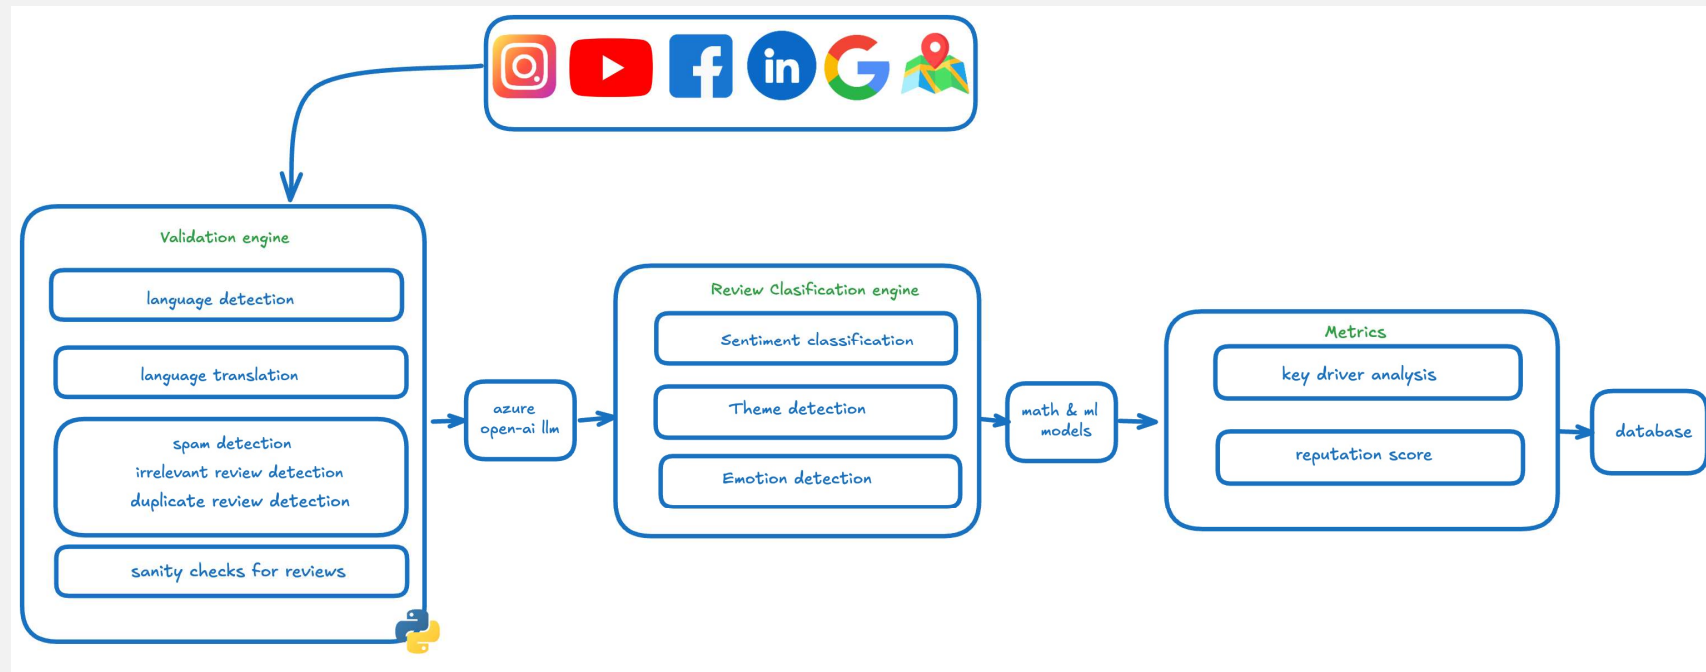 in
Validation engine
language detection
language translation
spam detection
irrelevant review detection
duplicate review detection
sanity checks for reviews
azure
open-ai llm
Review Clasification engine
Sentiment classification
Theme detection
Emotion detection
math & ml
models
Metrics
key driver analysis
reputation score
database